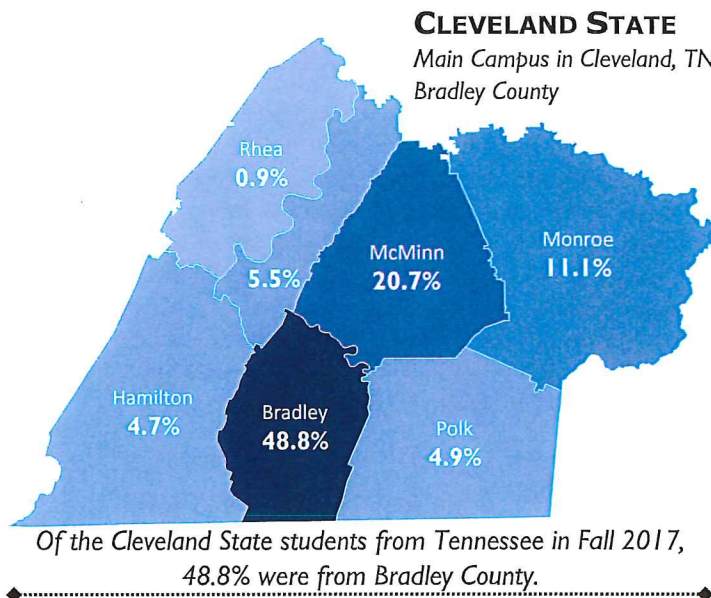 CLEVELAND STATE
Main Campus in Cleveland, TN
Bradley County
Rhea
0.9%
5.5%
McMinn
20.7%
Monroe
11.1%
Hamilton
4.7%
Bradley
48.8%
Polk
4.9%
Of the Cleveland State students from Tennessee in Fall 2017,
48.8% were from Bradley County.